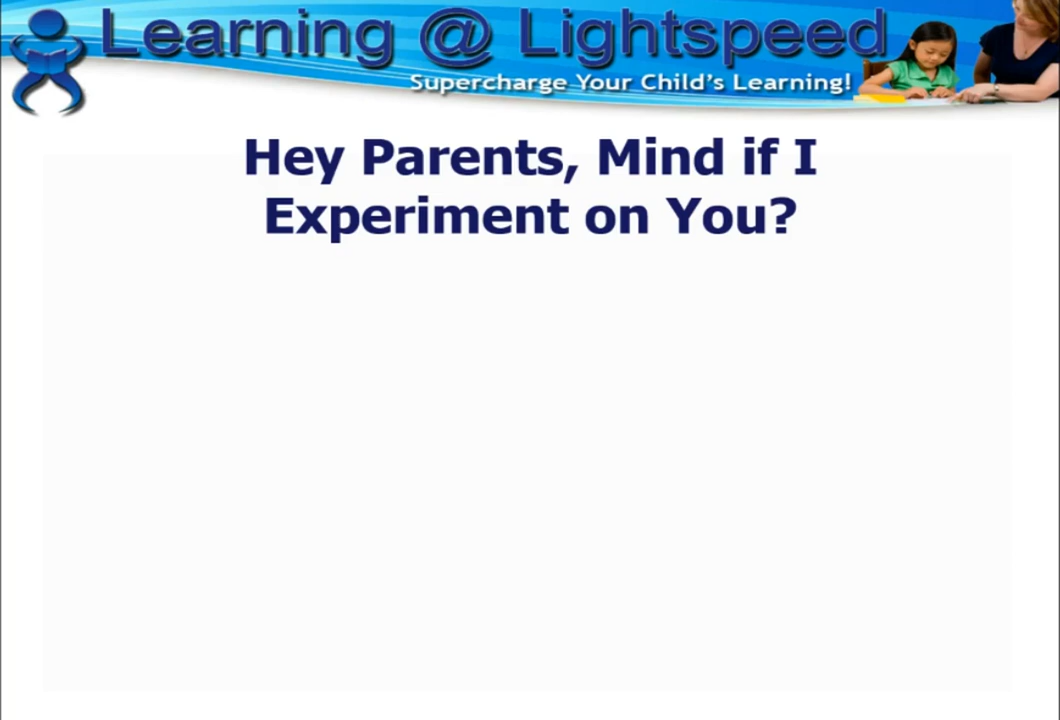 Learning @ Lightspeed
Supercharge Your Child's Learning!
Hey Parents, Mind if I
Experiment on You?